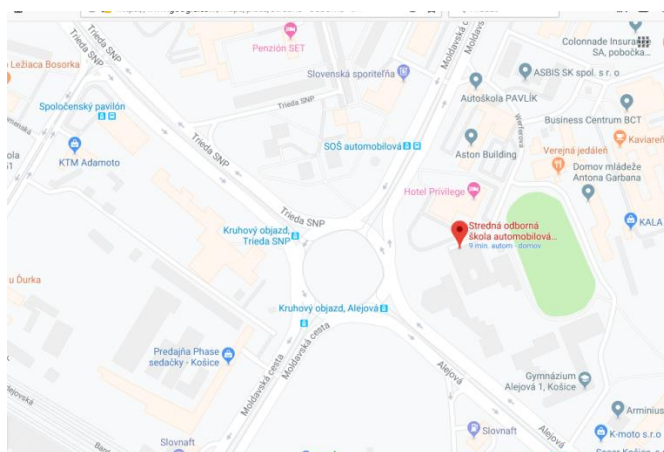 Trieda SNP
Moldavská c
Moldavs
Colonnade Insura
SA, pobočka...
Penzión SET
Ležiaca Bosorka
Slovenská sporiteľňa
ASBIS SK spol. s r. o
Autoškola PAVLÍK
Trieda SNP
Spoločenský pavilón
Werferova
Business Centrum BCT
Trieda SNP
SOŠ automobilová
Kaviareň
Verejná jedáleň
KTM Adamoto
Aston Building
Domov mládeže
Antona Garbana
Hotel Privilege
Trieda SNP
KALA
Kruhový objazd,
Trieda SNP
Stredná odborná
škola automobilová...
9 min. autom - domov
u Ďurka
Kruhový objazd, Alejová
Moldavská cesta
Moldavská cesta
Predajňa Phase
sedačky - Košice
Alejová
Gymnázium
Alejová 1, Košice
Arminius
Slovnaft
Slovnaft
K-moto s.r.o
Alejová